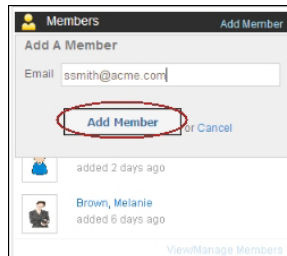 Members Add Member
Add A Member
Email ssmith@acme.com
Add Member or Cancel
added 2 days ago
Brown, Melanie
added 6 days ago
View/Manage Members